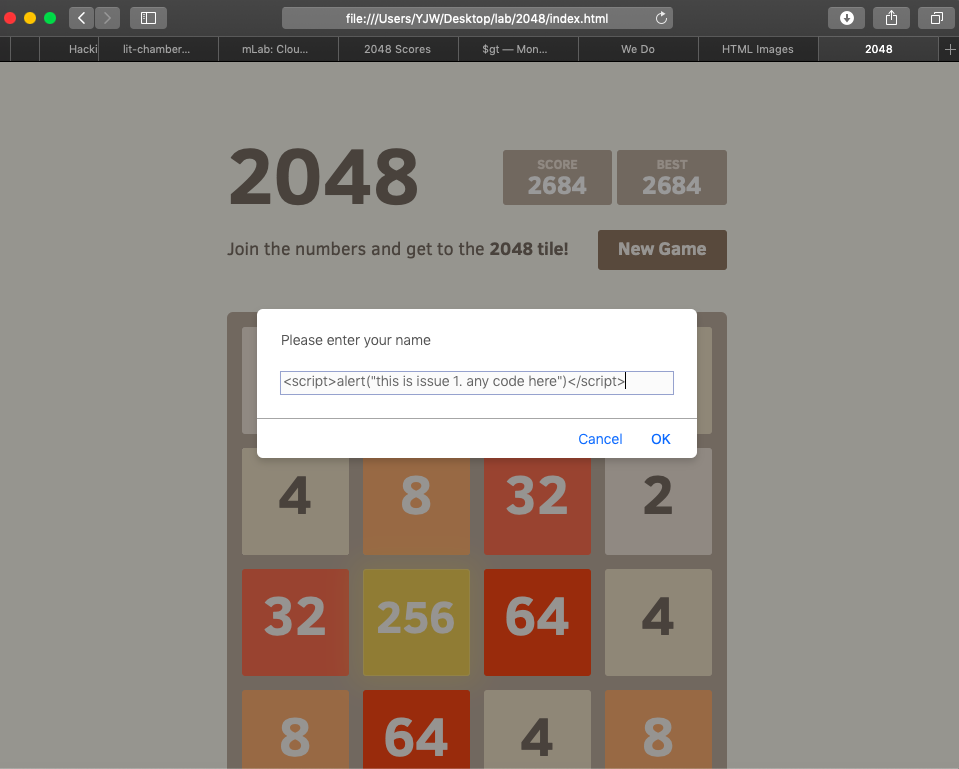 file:///Users/YJW/Desktop/lab/2048/index.html
Hacki
lit-chamber...
mLab: Clou...
2048 Scores
$gt — Mon...
We Do
HTML Images
2048
2048
SCORE
2684
BEST
2684
Join the numbers and get to the 2048 tile!
New Game
Please enter your name
<script>alert("this is issue 1. any code here")</script>
Cancel
OK
4 8 32 2
32 256 64 4
8 64 4 8